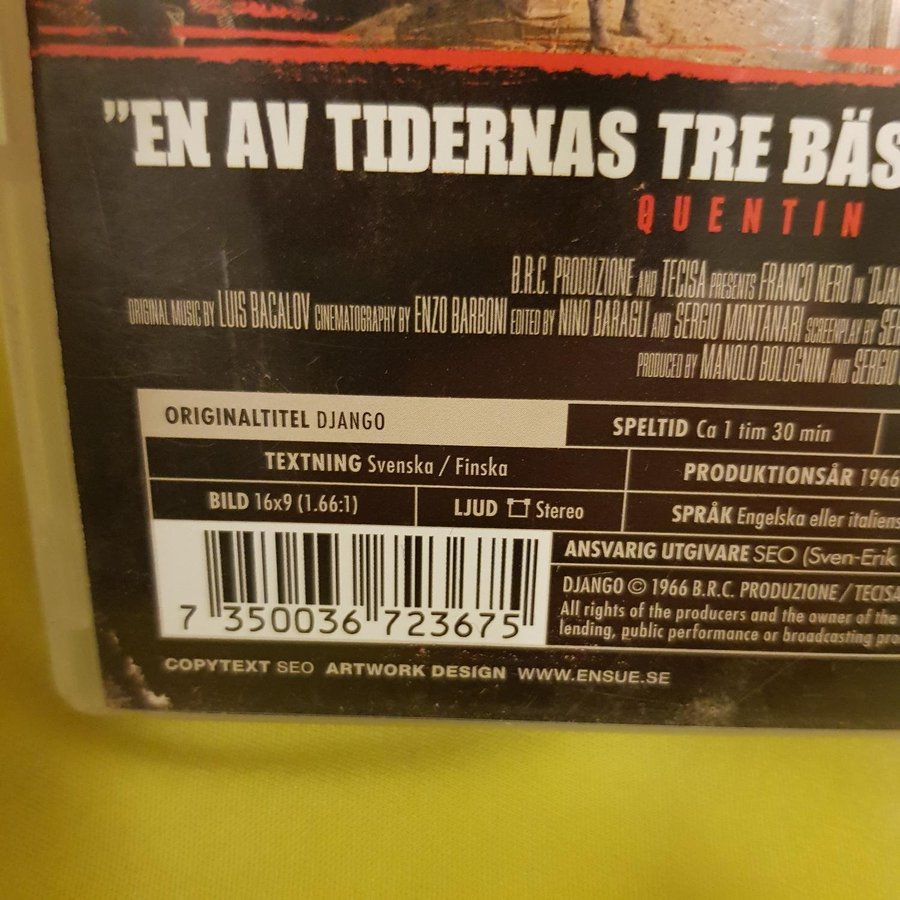 ”EN AV TIDERNAS TRE BÄS
QUENTIN
B.R.C. PRODUZIONE AND TECISA PRESENTS FRANCO NERO IN "DJAN
ORIGINAL MUSIC BY LUIS BACALOV CINEMATOGRAPHY BY ENZO BARBONI EDITED BY NINO BARAGLI AND SERGIO MONTANARI SCREENPLAY BY SE
PRODUCED BY MANOLO BOLOGNINI AND SERGIO
ORIGINALTITEL DJANGO
SPELTID Ca 1 tim 30 min
TEXTNING Svenska / Finska
PRODUKTIONSÅR 1966
BILD 16x9 (1.66:1)
LJUD Stereo
SPRÅK Engelska eller italiens
ANSVARIG UTGIVARE SEO (Sven-Erik
DJANGO © 1966 B.R.C. PRODUZIONE / TECISA
All rights of the producers and the owner of the
lending, public performance or broadcasting pro
7 350036 723675
COPYTEXT SEO ARTWORK DESIGN WWW.ENSUE.SE